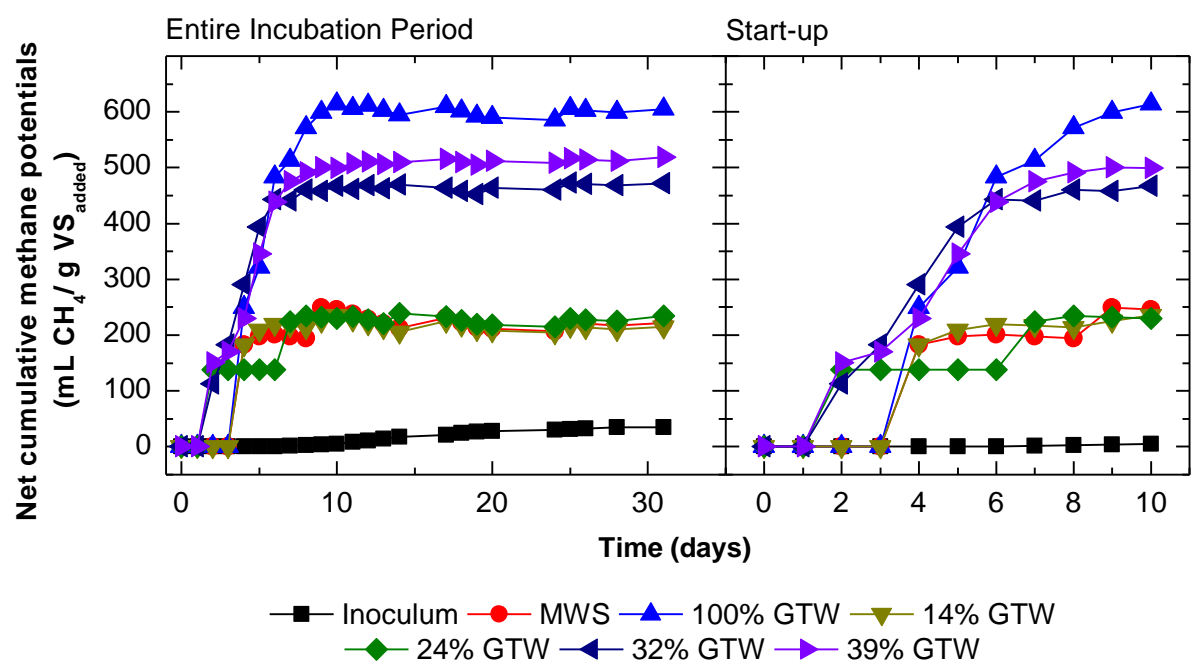 Entire Incubation Period
Start-up
Net cumulative methane potentials
(mL CH4/ g VSadded)
600
500
400
300
200
100
0
0 10 20 30
0 2 4 6 8 10
Time (days)
Inoculum MWS 100% GTW 14% GTW
24% GTW 32% GTW 39% GTW